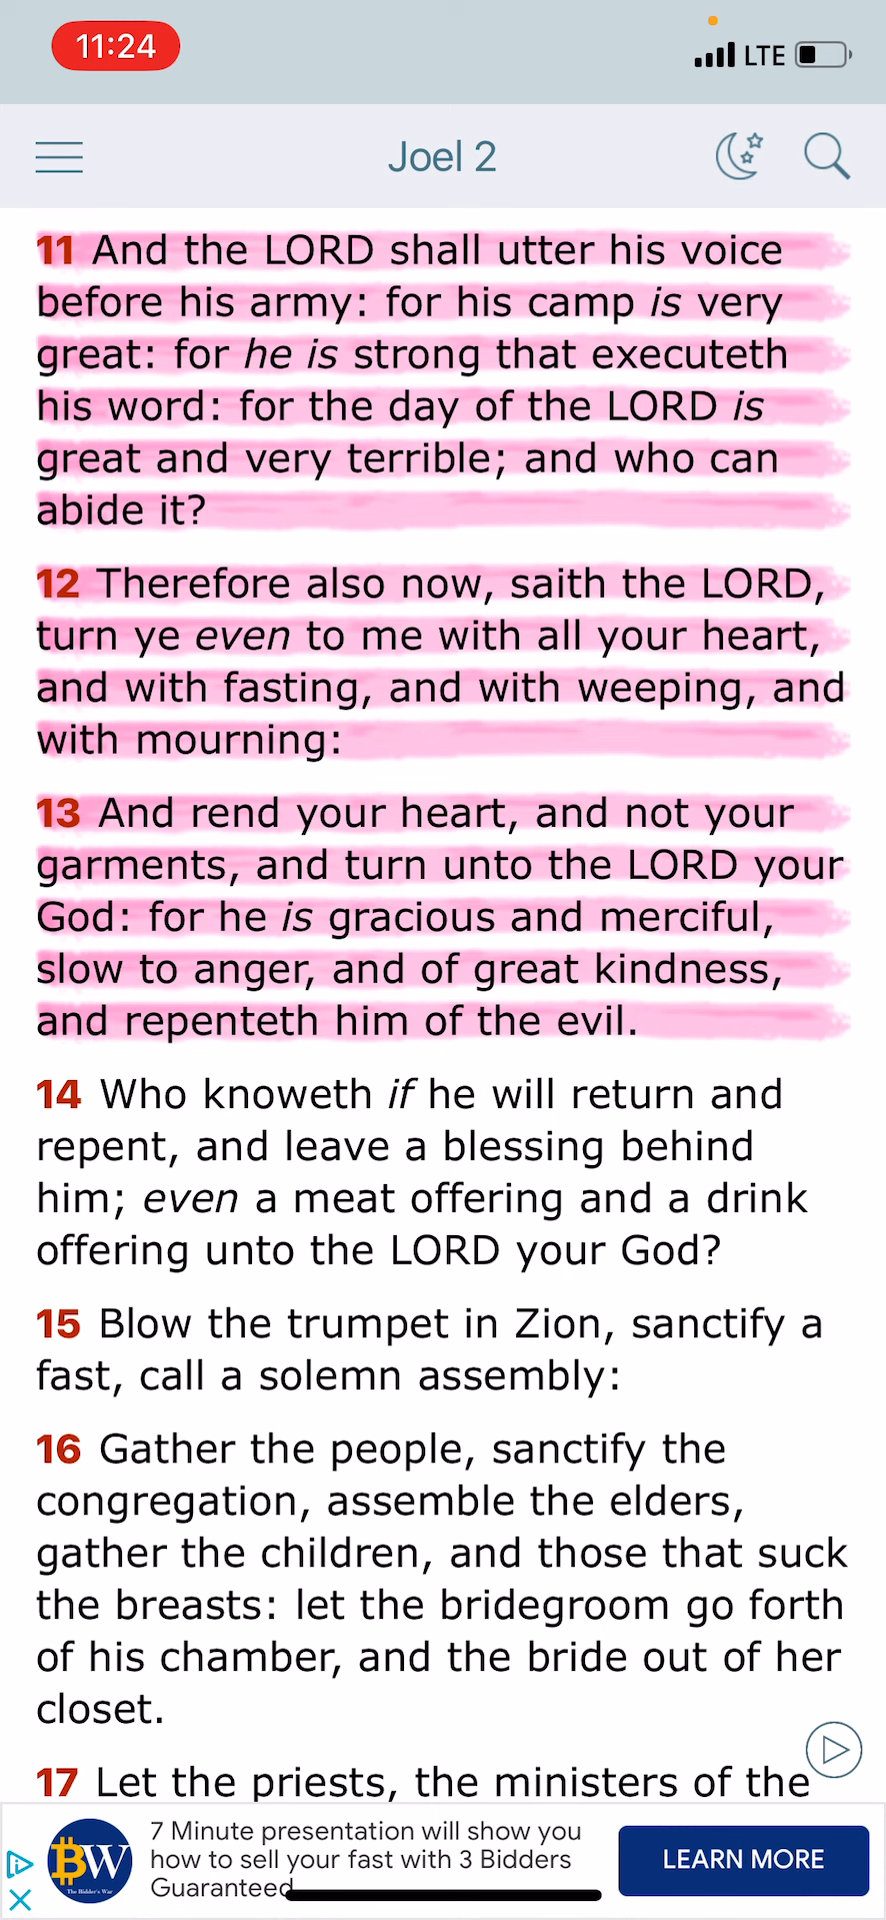 11:24
LTE
Joel 2
11 And the LORD shall utter his voice
before his army: for his camp is very
great: for he is strong that executeth
his word: for the day of the LORD is
great and very terrible; and who can
abide it?
12 Therefore also now, saith the LORD,
turn ye even to me with all your heart,
and with fasting, and with weeping, and
with mourning:
13 And rend your heart, and not your
garments, and turn unto the LORD your
God: for he is gracious and merciful,
slow to anger, and of great kindness,
and repenteth him of the evil.
14 Who knoweth if he will return and
repent, and leave a blessing behind
him; even a meat offering and a drink
offering unto the LORD your God?
15 Blow the trumpet in Zion, sanctify a
fast, call a solemn assembly:
16 Gather the people, sanctify the
congregation, assemble the elders,
gather the children, and those that suck
the breasts: let the bridegroom go forth
of his chamber, and the bride out of her
closet.
17 Let the priests, the ministers of the
BW
The Bidder's War
7 Minute presentation will show you
how to sell your fast with 3 Bidders
Guaranteed
LEARN MORE